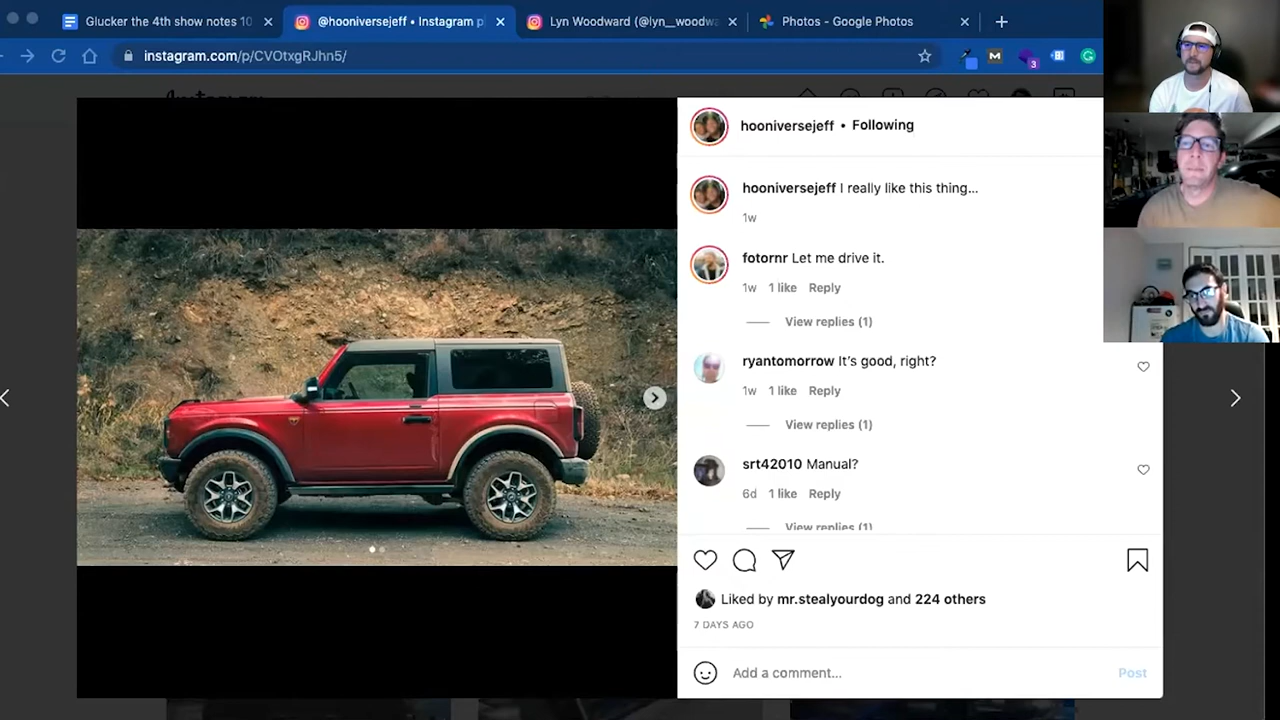 Glucker the 4th show notes 10
@hooniversejeff • Instagram p
Lyn Woodward (@lyn__woodwa
Photos - Google Photos
instagram.com/p/CVOtxgRJhn5/
M
3
hooniversejeff • Following
hooniversejeff I really like this thing...
1w
fotornr Let me drive it.
1w 1 like Reply
View replies (1)
ryantomorrow It's good, right?
1w 1 like Reply
View replies (1)
srt42010 Manual?
6d 1 like Reply
View replies (1)
Liked by mr.stealyourdog and 224 others
7 DAYS AGO
Add a comment...
Post